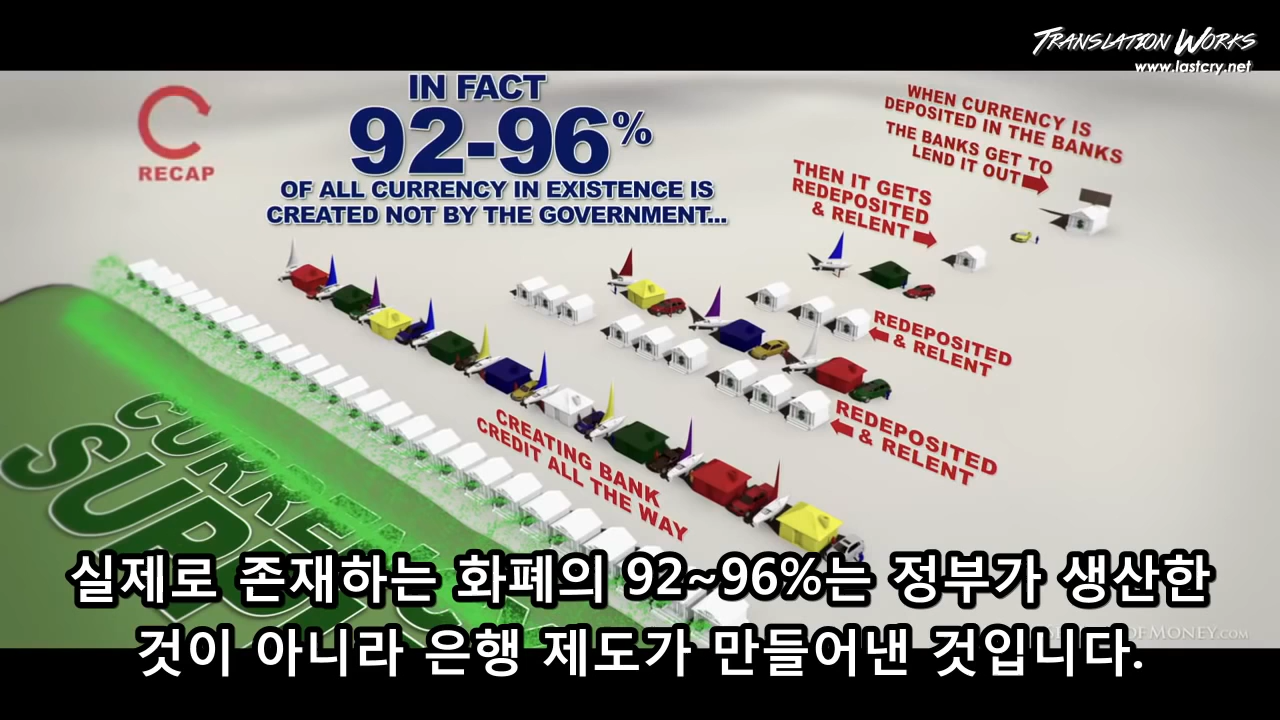 TRANSLATION WORKS
www.lastcry.net
RECAP
IN FACT
92-96%
OF ALL CURRENCY IN EXISTENCE IS
CREATED NOT BY THE GOVERNMENT...
WHEN CURRENCY IS
DEPOSITED IN THE BANKS
THE BANKS GET TO
LEND IT OUT
THEN IT GETS
REDEPOSITED
& RELENT
REDEPOSITED
& RELENT
REDEPOSITED
& RELENT
CREATING BANK
CREDIT ALL THE WAY
실제로 존재하는 화폐의 92~96%는 정부가 생산한
것이 아니라 은행 제도가 만들어낸 것입니다.